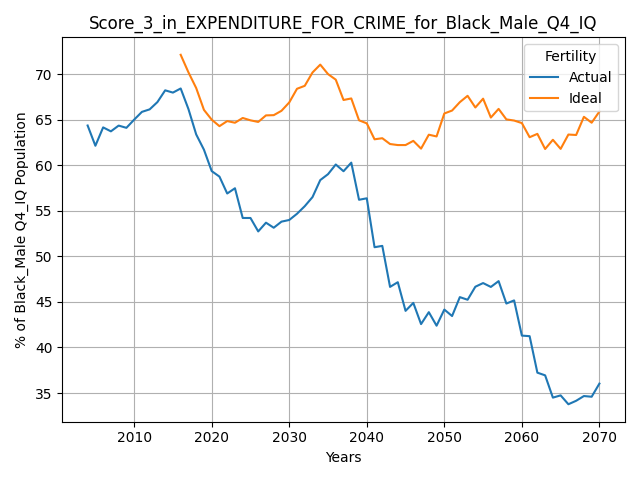 Score_3_in_EXPENDITURE_FOR_CRIME_for_Black_Male_Q4_IQ
Fertility
Actual
Ideal
% of Black_Male Q4_IQ Population
70
65
60
55
50
45
40
35
2010 2020 2030 2040 2050 2060 2070
Years